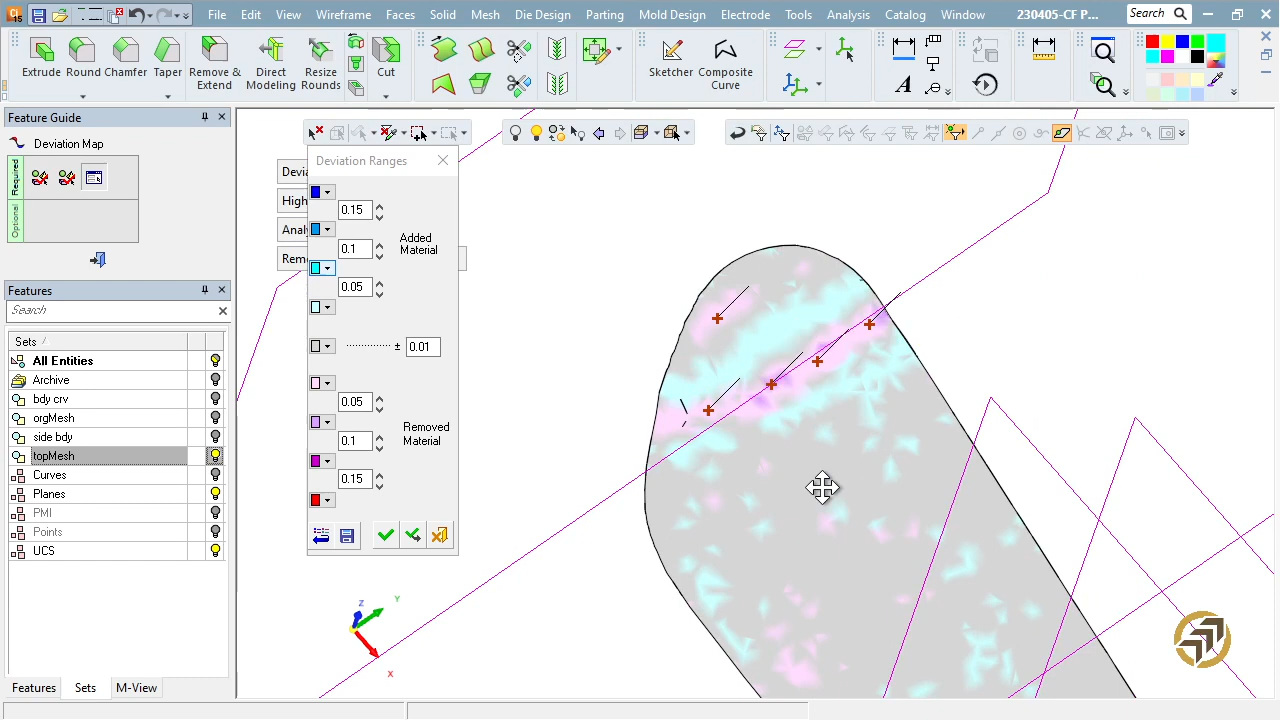 File Edit View Wireframe Faces Solid Mesh Die Design Parting Mold Design Electrode Tools Analysis Catalog Window 230405-CF P... Search
Extrude Round Chamfer Taper Remove & Extend Direct Modeling Resize Rounds Cut Sketcher Composite Curve
Feature Guide
Deviation Map
Required
Optional
Features
Search
Sets
All Entities
Archive
bdy crv
orgMesh
side bdy
topMesh
Curves
Planes
PMI
Points
UCS
Features Sets M-View
Devia
High
Analy
Rem
Deviation Ranges
0.15
0.1
Added Material
0.05
± 0.01
0.05
0.1
Removed Material
0.15
Z
Y
X